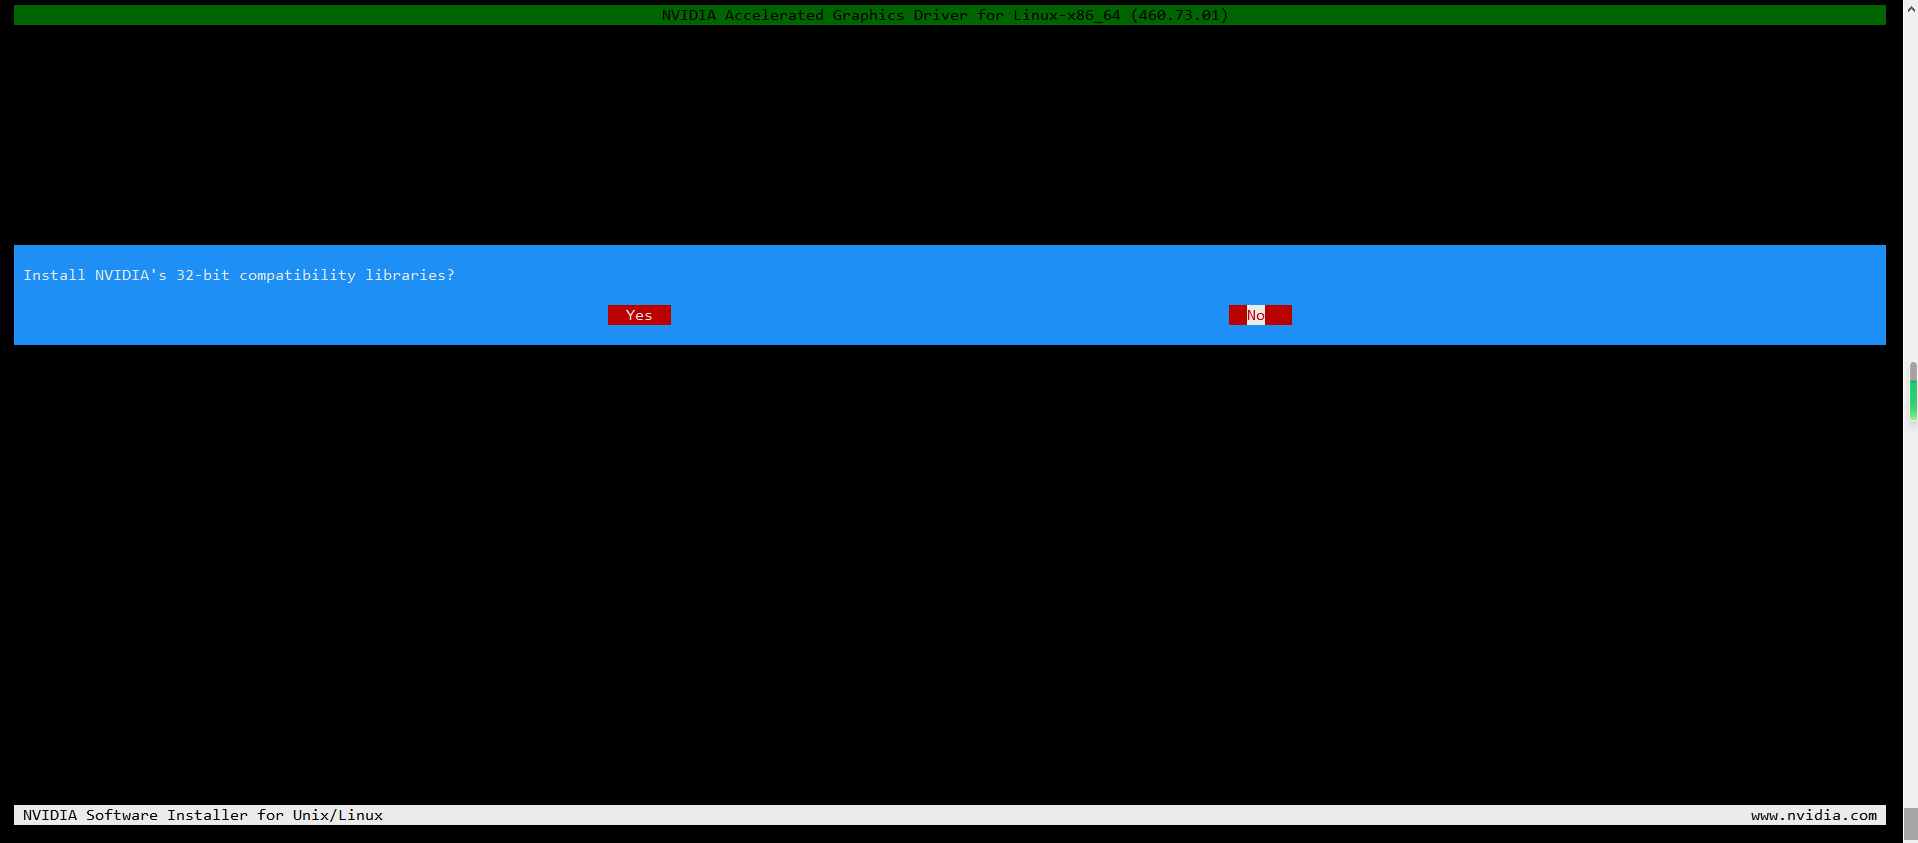 NVIDIA Accelerated Graphics Driver for Linux-x86_64 (460.73.01)
Install NVIDIA's 32-bit compatibility libraries?
Yes No
NVIDIA Software Installer for Unix/Linux www.nvidia.com